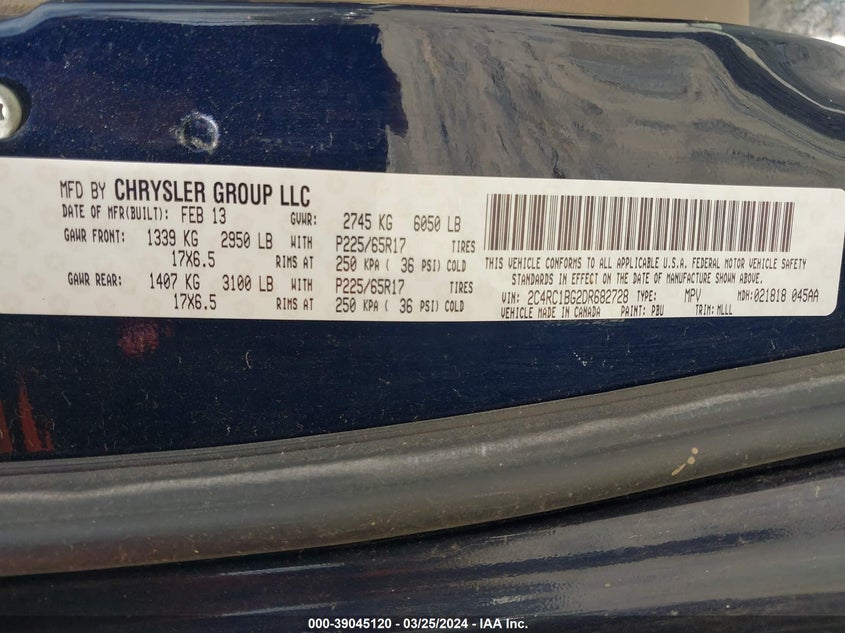 MFD BY CHRYSLER GROUP LLC
DATE OF MFR(BUILT): FEB 13 GVWR: 2745 KG 6050 LB
GAWR FRONT: 1339 KG 2950 LB WITH P225/65R17 TIRES
17X6.5 RIMS AT 250 KPA ( 36 PSI) COLD
GAWR REAR: 1407 KG 3100 LB WITH P225/65R17 TIRES
17X6.5 RIMS AT 250 KPA ( 36 PSI) COLD
THIS VEHICLE CONFORMS TO ALL APPLICABLE U.S.A. FEDERAL MOTOR VEHICLE SAFETY
STANDARDS IN EFFECT ON THE DATE OF MANUFACTURE SHOWN ABOVE.
VIN: 2C4RC1BG2DR682728 TYPE: MPV MDH:021818 045AA
VEHICLE MADE IN CANADA PAINT: PBU TRIM: MLLL
000-39045120 - 03/25/2024 - IAA Inc.